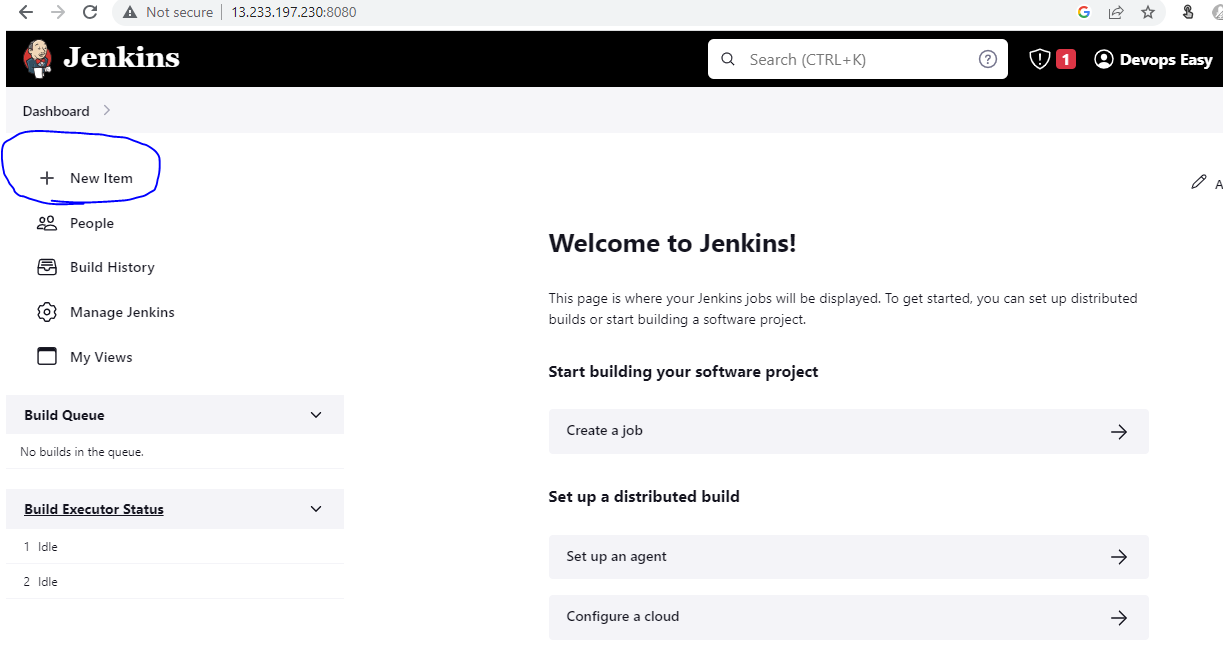 Not secure 13.233.197.230:8080
Jenkins
Search (CTRL+K)
1
Devops Easy
Dashboard
New Item
People
Build History
Manage Jenkins
My Views
Build Queue
No builds in the queue.
Build Executor Status
1 Idle
2 Idle
A
Welcome to Jenkins!
This page is where your Jenkins jobs will be displayed. To get started, you can set up distributed
builds or start building a software project.
Start building your software project
Create a job
Set up a distributed build
Set up an agent
Configure a cloud